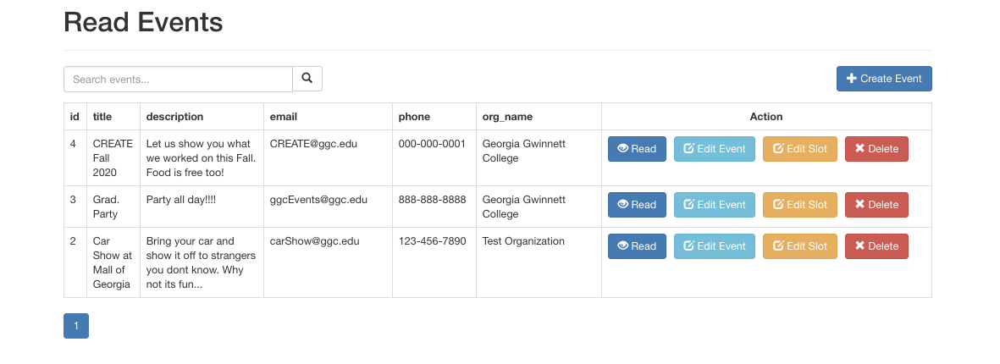 Read Events
Search events...
Create Event
id title description email phone org_name Action
4 CREATE Let us show you what CREATE@ggc.edu 000-000-0001 Georgia Gwinnett Read Edit Event Edit Slot Delete
Fall we worked on this Fall. College
2020 Food is free too!
3 Grad. Party all day!!!! ggcEvents@ggc.edu 888-888-8888 Georgia Gwinnett Read Edit Event Edit Slot Delete
Party College
2 Car Bring your car and carShow@ggc.edu 123-456-7890 Test Organization Read Edit Event Edit Slot Delete
Show at show it off to strangers
Mall of you dont know. Why
Georgia not its fun...
1